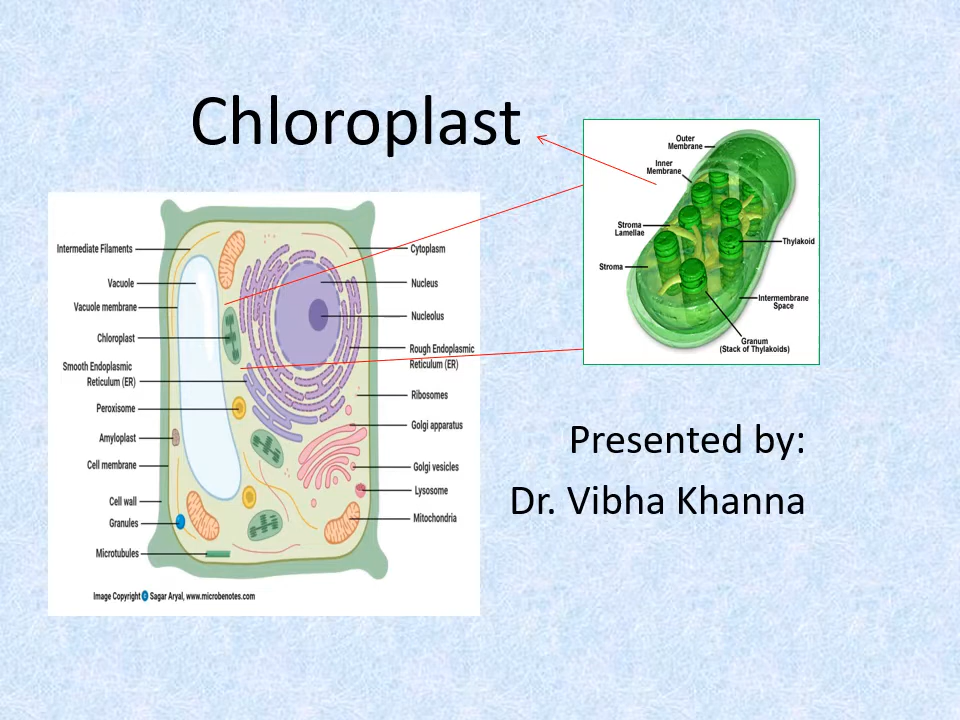 Chloroplast
Outer
Membrane
Inner
Membrane
Stroma
Lamellae
Thylakoid
Stroma
Intermembrane
Space
Granum
(Stack of Thylakoids)
Intermediate Filaments
Vacuole
Vacuole membrane
Chloroplast
Smooth Endoplasmic
Reticulum (ER)
Peroxisome
Amyloplast
Cell membrane
Cell wall
Granules
Microtubules
Cytoplasm
Nucleus
Nucleolus
Rough Endoplasmic
Reticulum (ER)
Ribosomes
Golgi apparatus
Golgi vesicles
Lysosome
Mitochondria
Image Copyright Sagar Aryal, www.microbenotes.com
Presented by:
Dr. Vibha Khanna